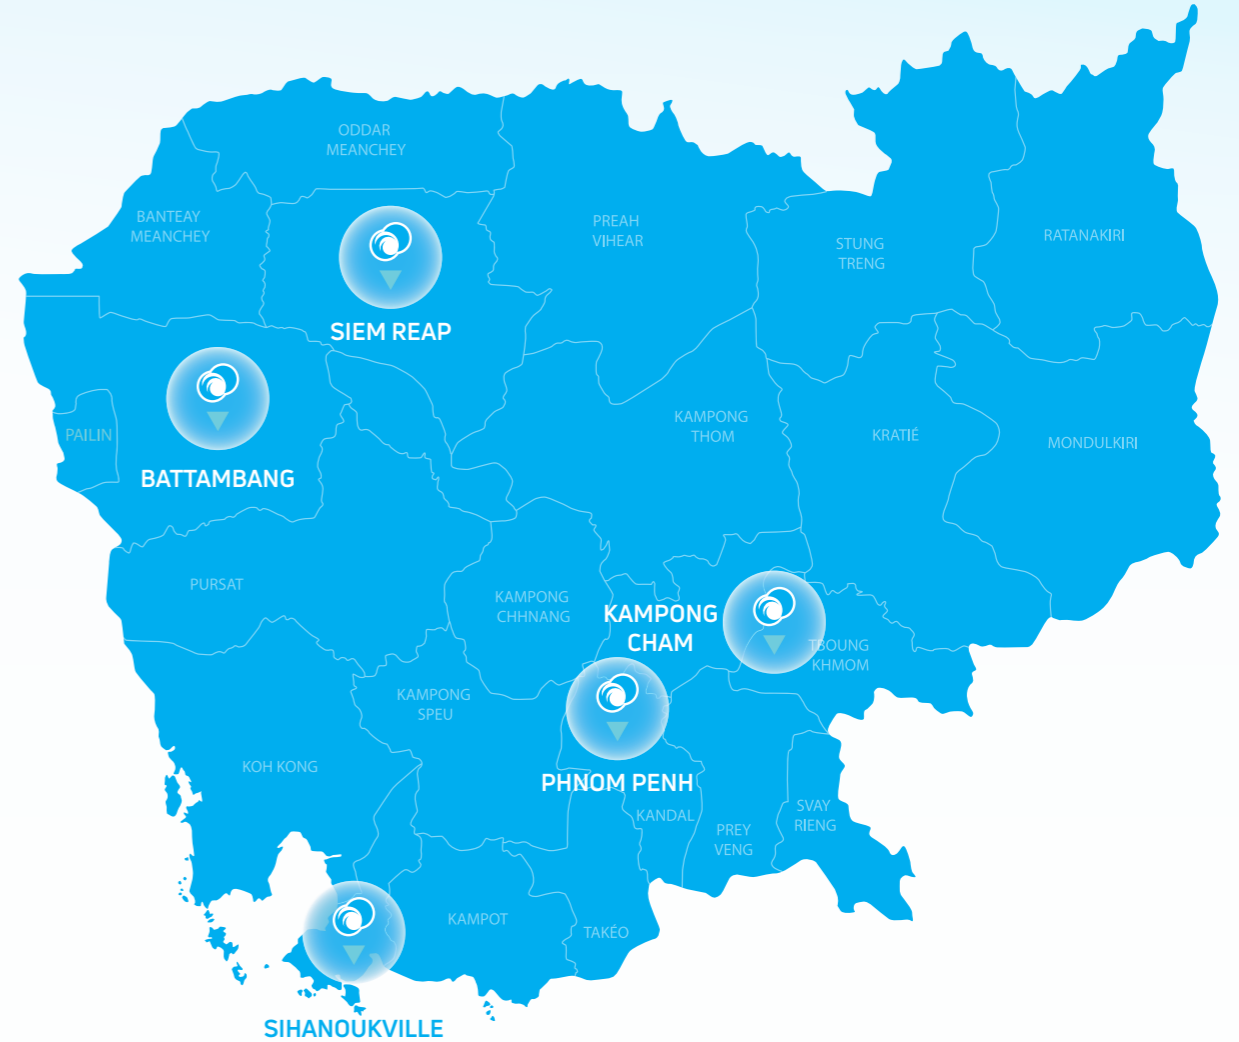 ODDAR
MEANCHEY
BANTEAY
MEANCHEY
PREAH
VIHEAR
STUNG
TRENG
RATANAKIRI
SIEM REAP
PAILIN
BATTAMBANG
KAMPONG
THOM
KRATIÉ
MONDULKIRI
PURSAT
KAMPONG
CHHNANG
KAMPONG
CHAM
TBOUNG
KHMOM
KAMPONG
SPEU
KOH KONG
PHNOM PENH
KANDAL
PREY
VENG
SVAY
RIENG
KAMPOT
TAKÉO
SIHANOUKVILLE